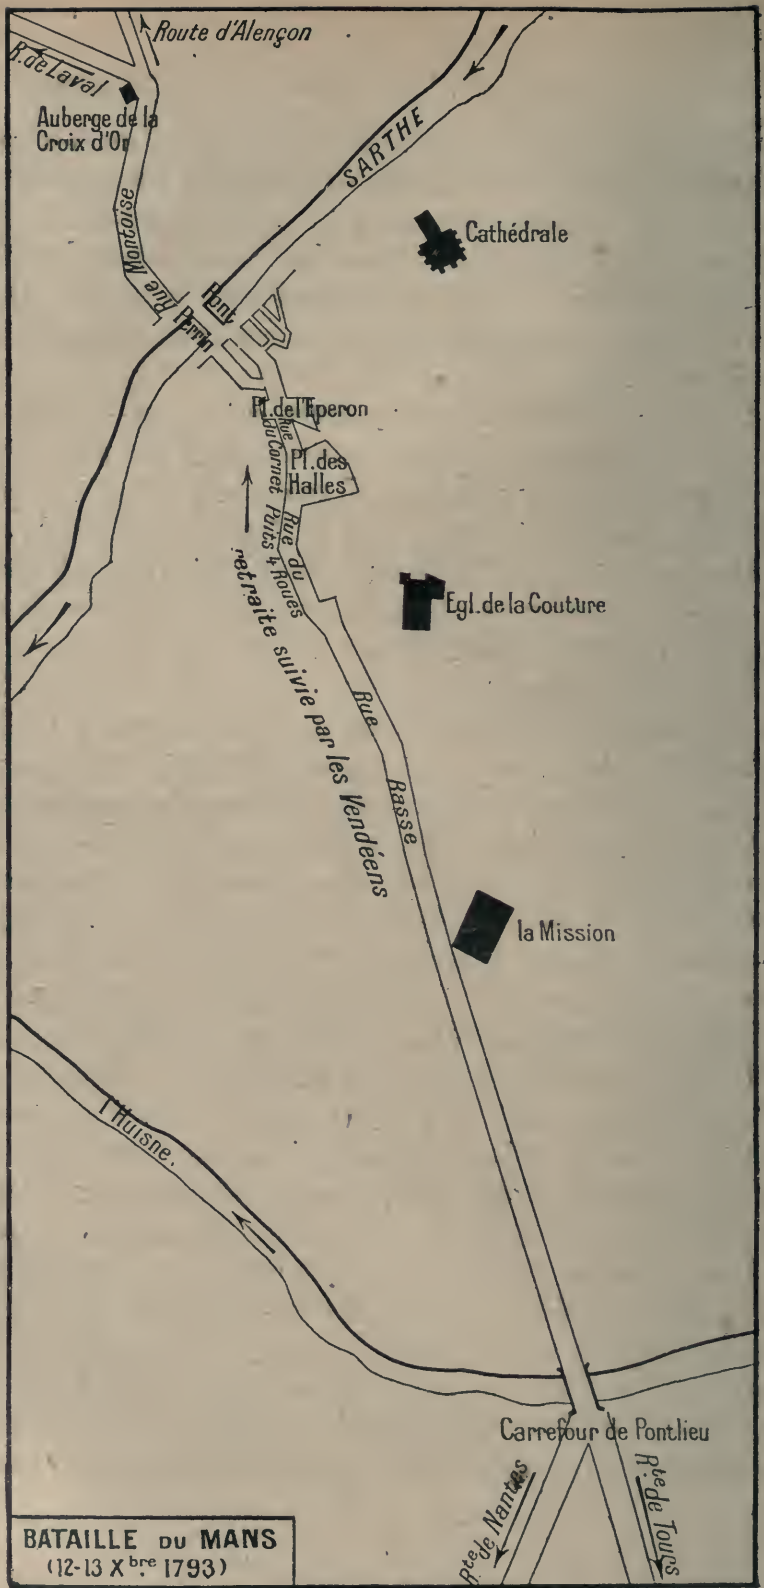 Route d'Alençon
R. de Laval
Auberge de la
Croix d'Or
SARTHE
Cathédrale
Rue Montoise
Pont
Perrin
Pl. de l'Eperon
Rue
du Cornet
Pl. des
Halles
Rue du
Puits 4 Roues
retraite suivie par les Vendéens
Egl. de la Couture
Rue
Basse
la Mission
l'Huisne.
Carrefour de Pontlieu
Rte de Nantes
Rte de Tours
BATAILLE DU MANS
(12-13 Xbre 1793)